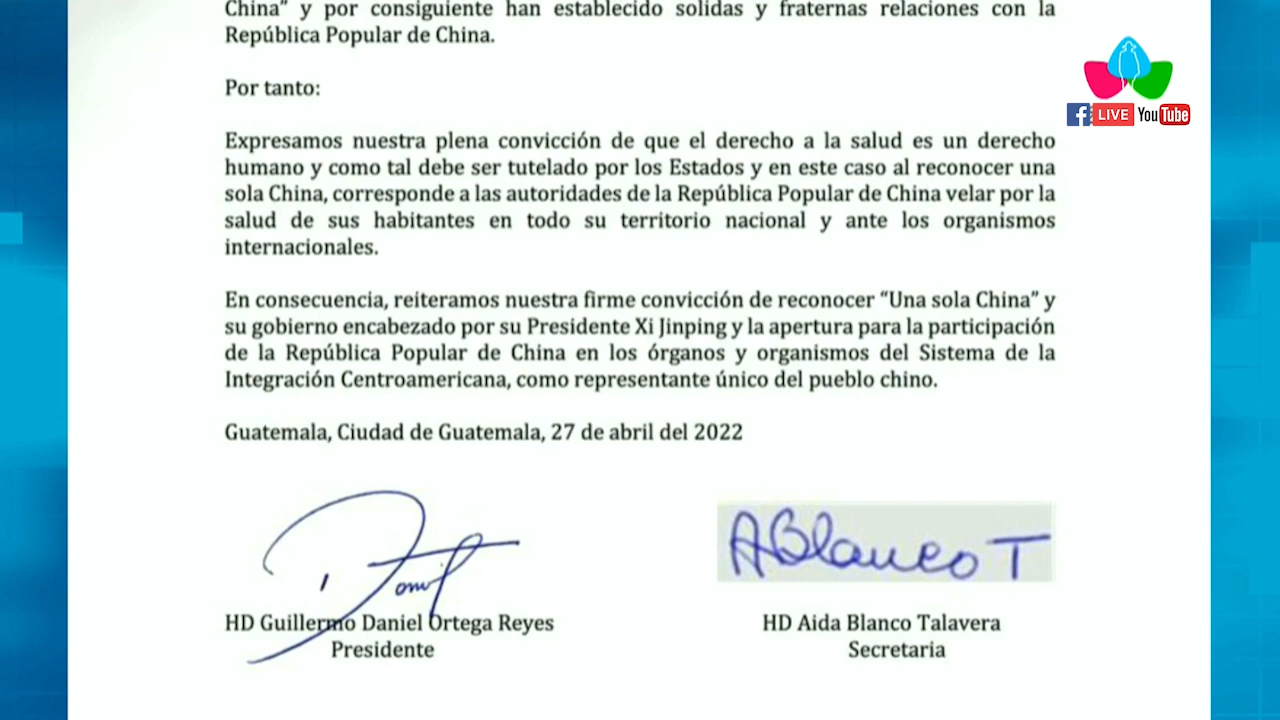 China” y por consiguiente han establecido solidas y fraternas relaciones con la
República Popular de China.
Por tanto:
Expresamos nuestra plena convicción de que el derecho a la salud es un derecho
humano y como tal debe ser tutelado por los Estados y en este caso al reconocer una
sola China, corresponde a las autoridades de la República Popular de China velar por la
salud de sus habitantes en todo su territorio nacional y ante los organismos
internacionales.
En consecuencia, reiteramos nuestra firme convicción de reconocer “Una sola China” y
su gobierno encabezado por su Presidente Xi Jinping y la apertura para la participación
de la República Popular de China en los órganos y organismos del Sistema de la
Integración Centroamericana, como representante único del pueblo chino.
Guatemala, Ciudad de Guatemala, 27 de abril del 2022
ABlanco T
HD Guillermo Daniel Ortega Reyes
Presidente
HD Aida Blanco Talavera
Secretaria
f LIVE YouTube